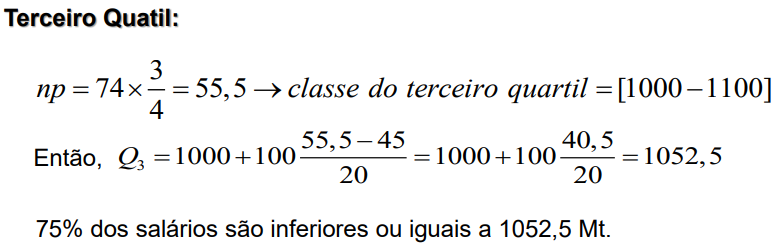 Terceiro Quatil:
np = 74 × 3/4 = 55,5 → classe do terceiro quartil = [1000 − 1100]
Então, Q₃ = 1000 + 100 (55,5 − 45)/20 = 1000 + 100 40,5/20 = 1052,5
75% dos salários são inferiores ou iguais a 1052,5 Mt.